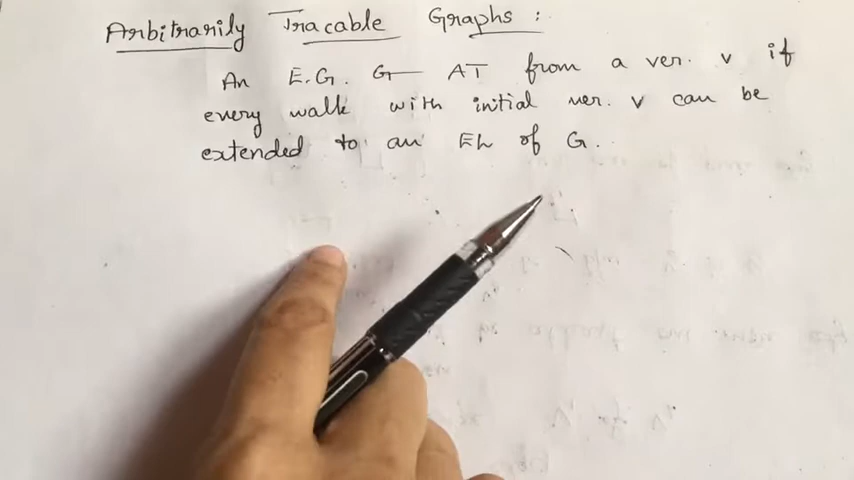 Arbitrarily Tracable Graphs :
An E.G. G— AT from a ver. v if
every walk with initial ver. v can be
extended to an EL of G.